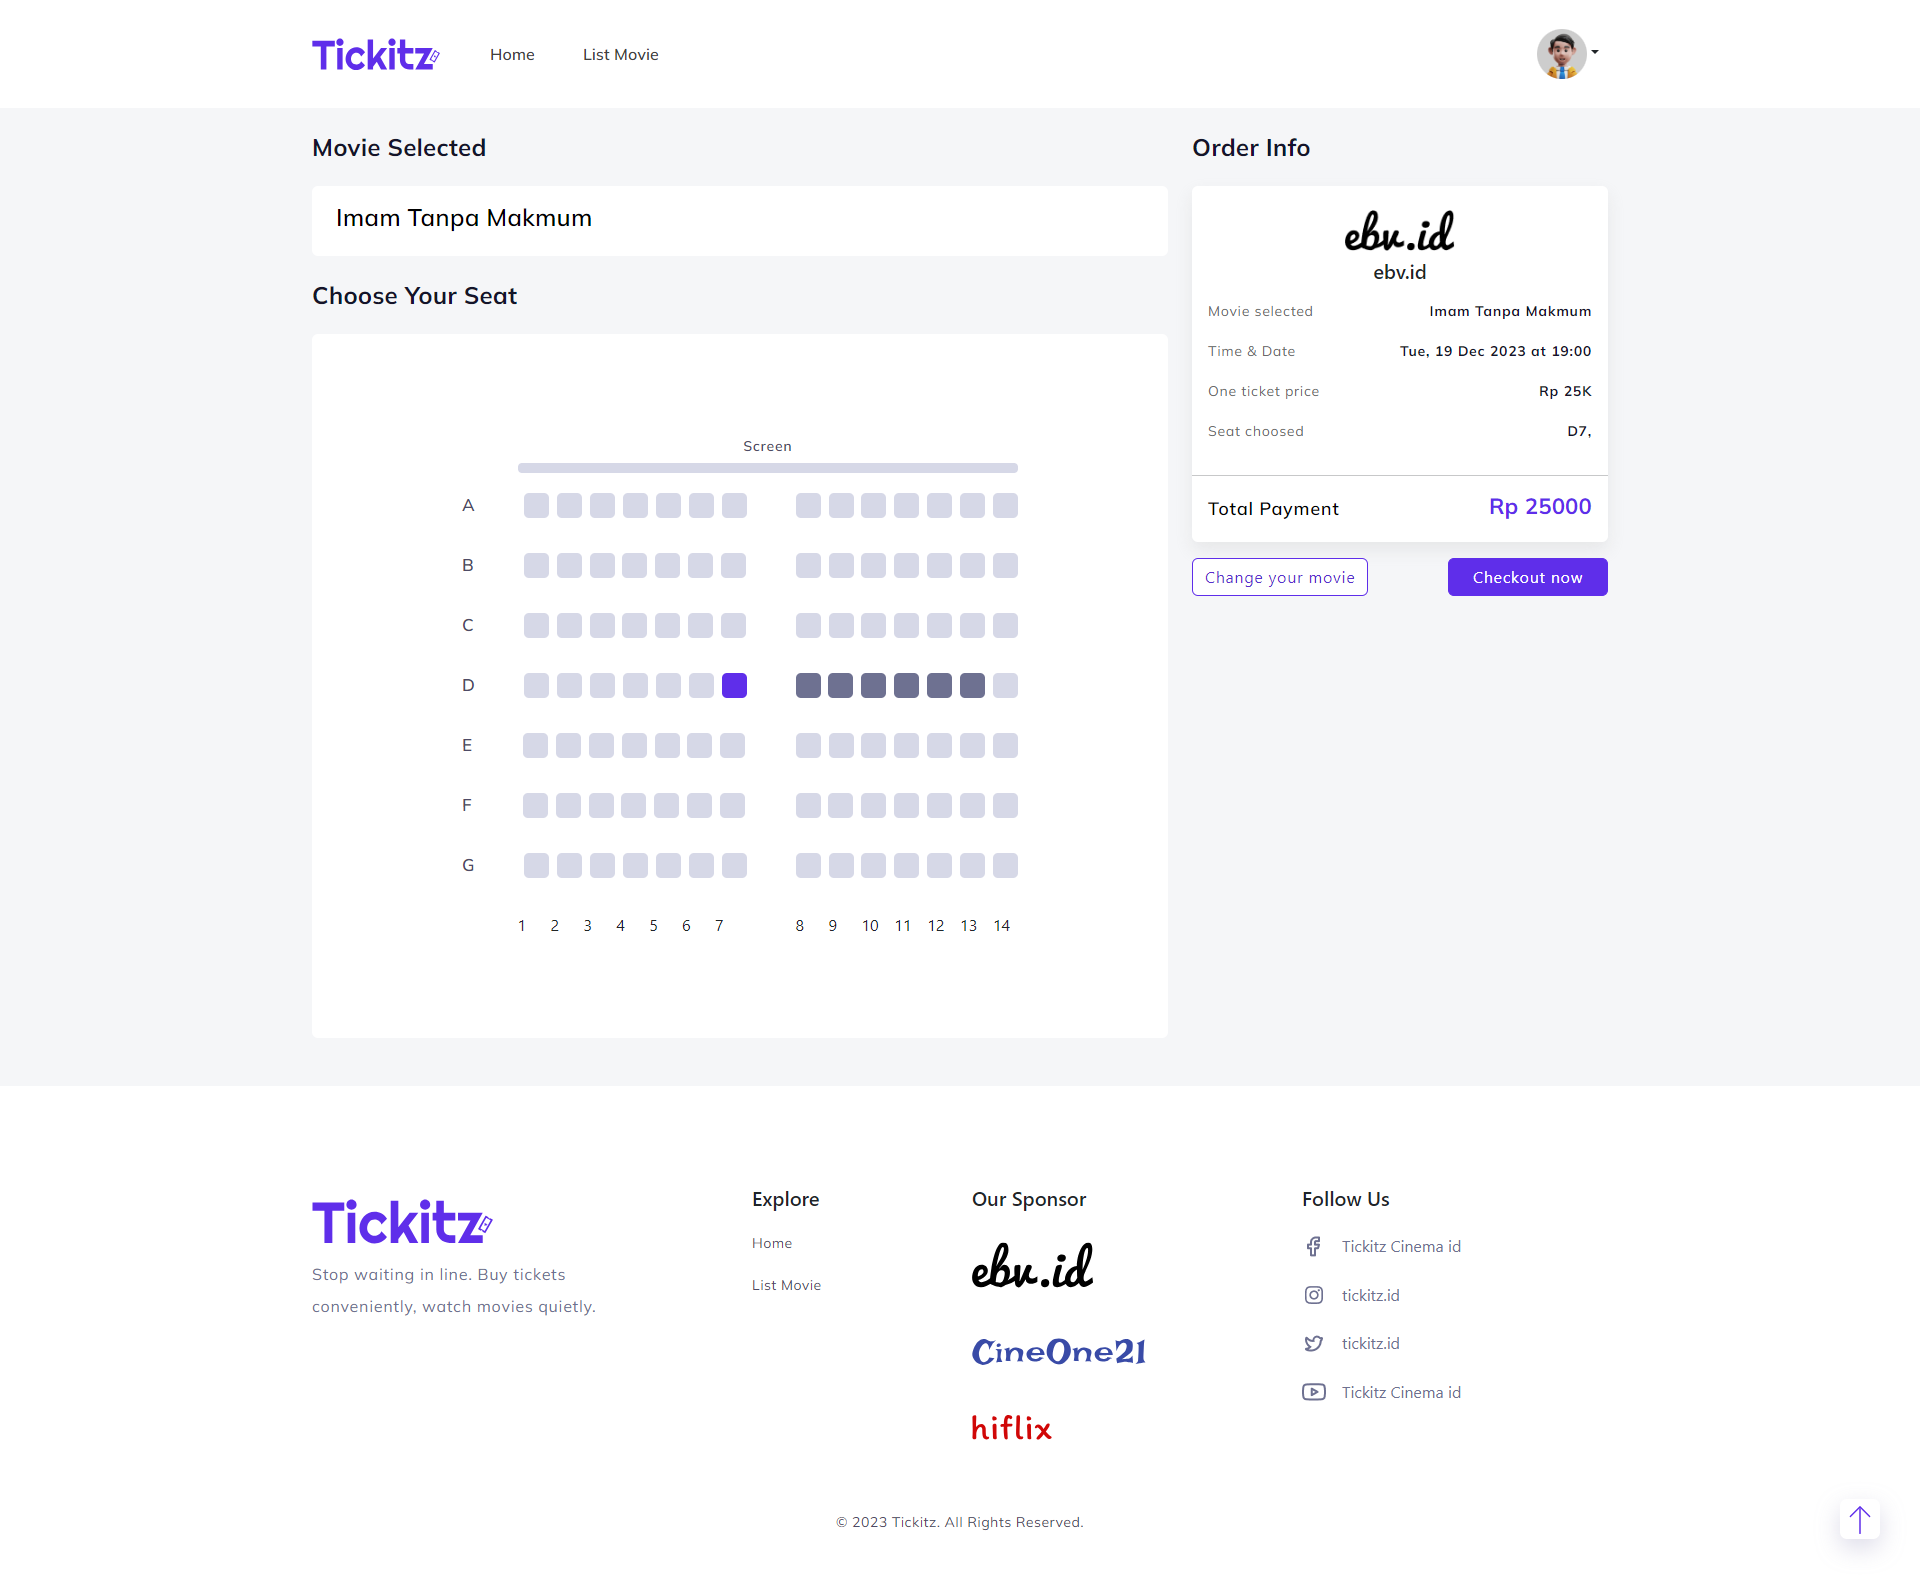 Tickitz
Home
List Movie
Movie Selected
Imam Tanpa Makmum
Choose Your Seat
Screen
A
B
C
D
E
F
G
1 2 3 4 5 6 7 8 9 10 11 12 13 14
Order Info
ebv.id
ebv.id
Movie selected Imam Tanpa Makmum
Time & Date Tue, 19 Dec 2023 at 19:00
One ticket price Rp 25K
Seat choosed D7,
Total Payment Rp 25000
Change your movie
Checkout now
Tickitz
Stop waiting in line. Buy tickets
conveniently, watch movies quietly.
Explore
Home
List Movie
Our Sponsor
ebv.id
CineOne21
hiflix
Follow Us
Tickitz Cinema id
tickitz.id
tickitz.id
Tickitz Cinema id
© 2023 Tickitz. All Rights Reserved.